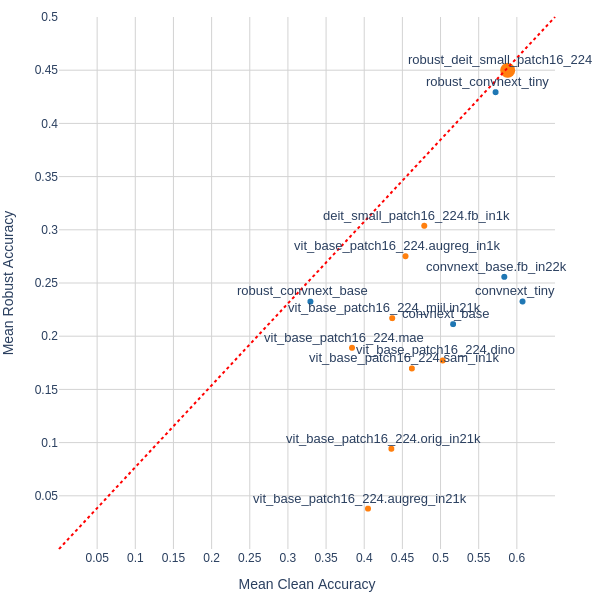 0.5
robust_deit_small_patch16_224
0.45
robust_convnext_tiny
0.4
0.35
0.3
deit_small_patch16_224.fb_in1k
vit_base_patch16_224.augreg_in1k
0.25
convnext_base.fb_in22k
robust_convnext_base
convnext_tiny
vit_base_patch16_224_miil.in21k
convnext_base
0.2
vit_base_patch16_224.mae
vit_base_patch16_224.dino
vit_base_patch16_224.sam_in1k
0.15
0.1
vit_base_patch16_224.orig_in21k
0.05
vit_base_patch16_224.augreg_in21k
0.05 0.1 0.15 0.2 0.25 0.3 0.35 0.4 0.45 0.5 0.55 0.6
Mean Clean Accuracy
Mean Robust Accuracy